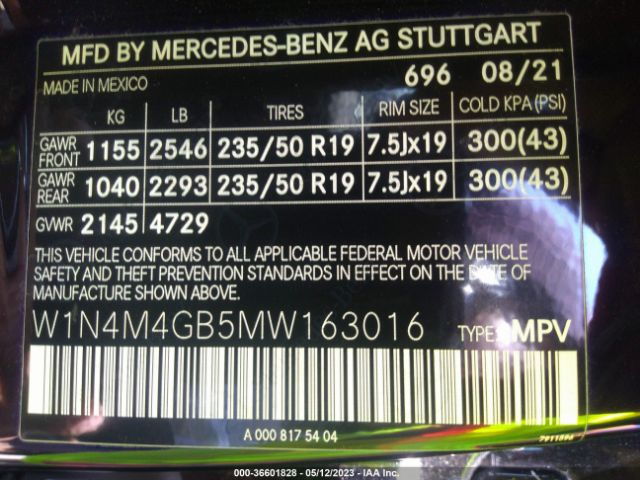 MFD BY MERCEDES-BENZ AG STUTTGART
MADE IN MEXICO 696 08/21
KG LB TIRES RIM SIZE COLD KPA(PSI)
GAWR FRONT 1155 2546 235/50 R19 7.5Jx19 300(43)
GAWR REAR 1040 2293 235/50 R19 7.5Jx19 300(43)
GVWR 2145 4729
THIS VEHICLE CONFORMS TO ALL APPLICABLE FEDERAL MOTOR VEHICLE
SAFETY AND THEFT PREVENTION STANDARDS IN EFFECT ON THE DATE OF
MANUFACTURE SHOWN ABOVE.
W1N4M4GB5MW163016 TYPE: MPV
A 000 817 54 04
000-36601828 - 05/12/2023 - IAA Inc.